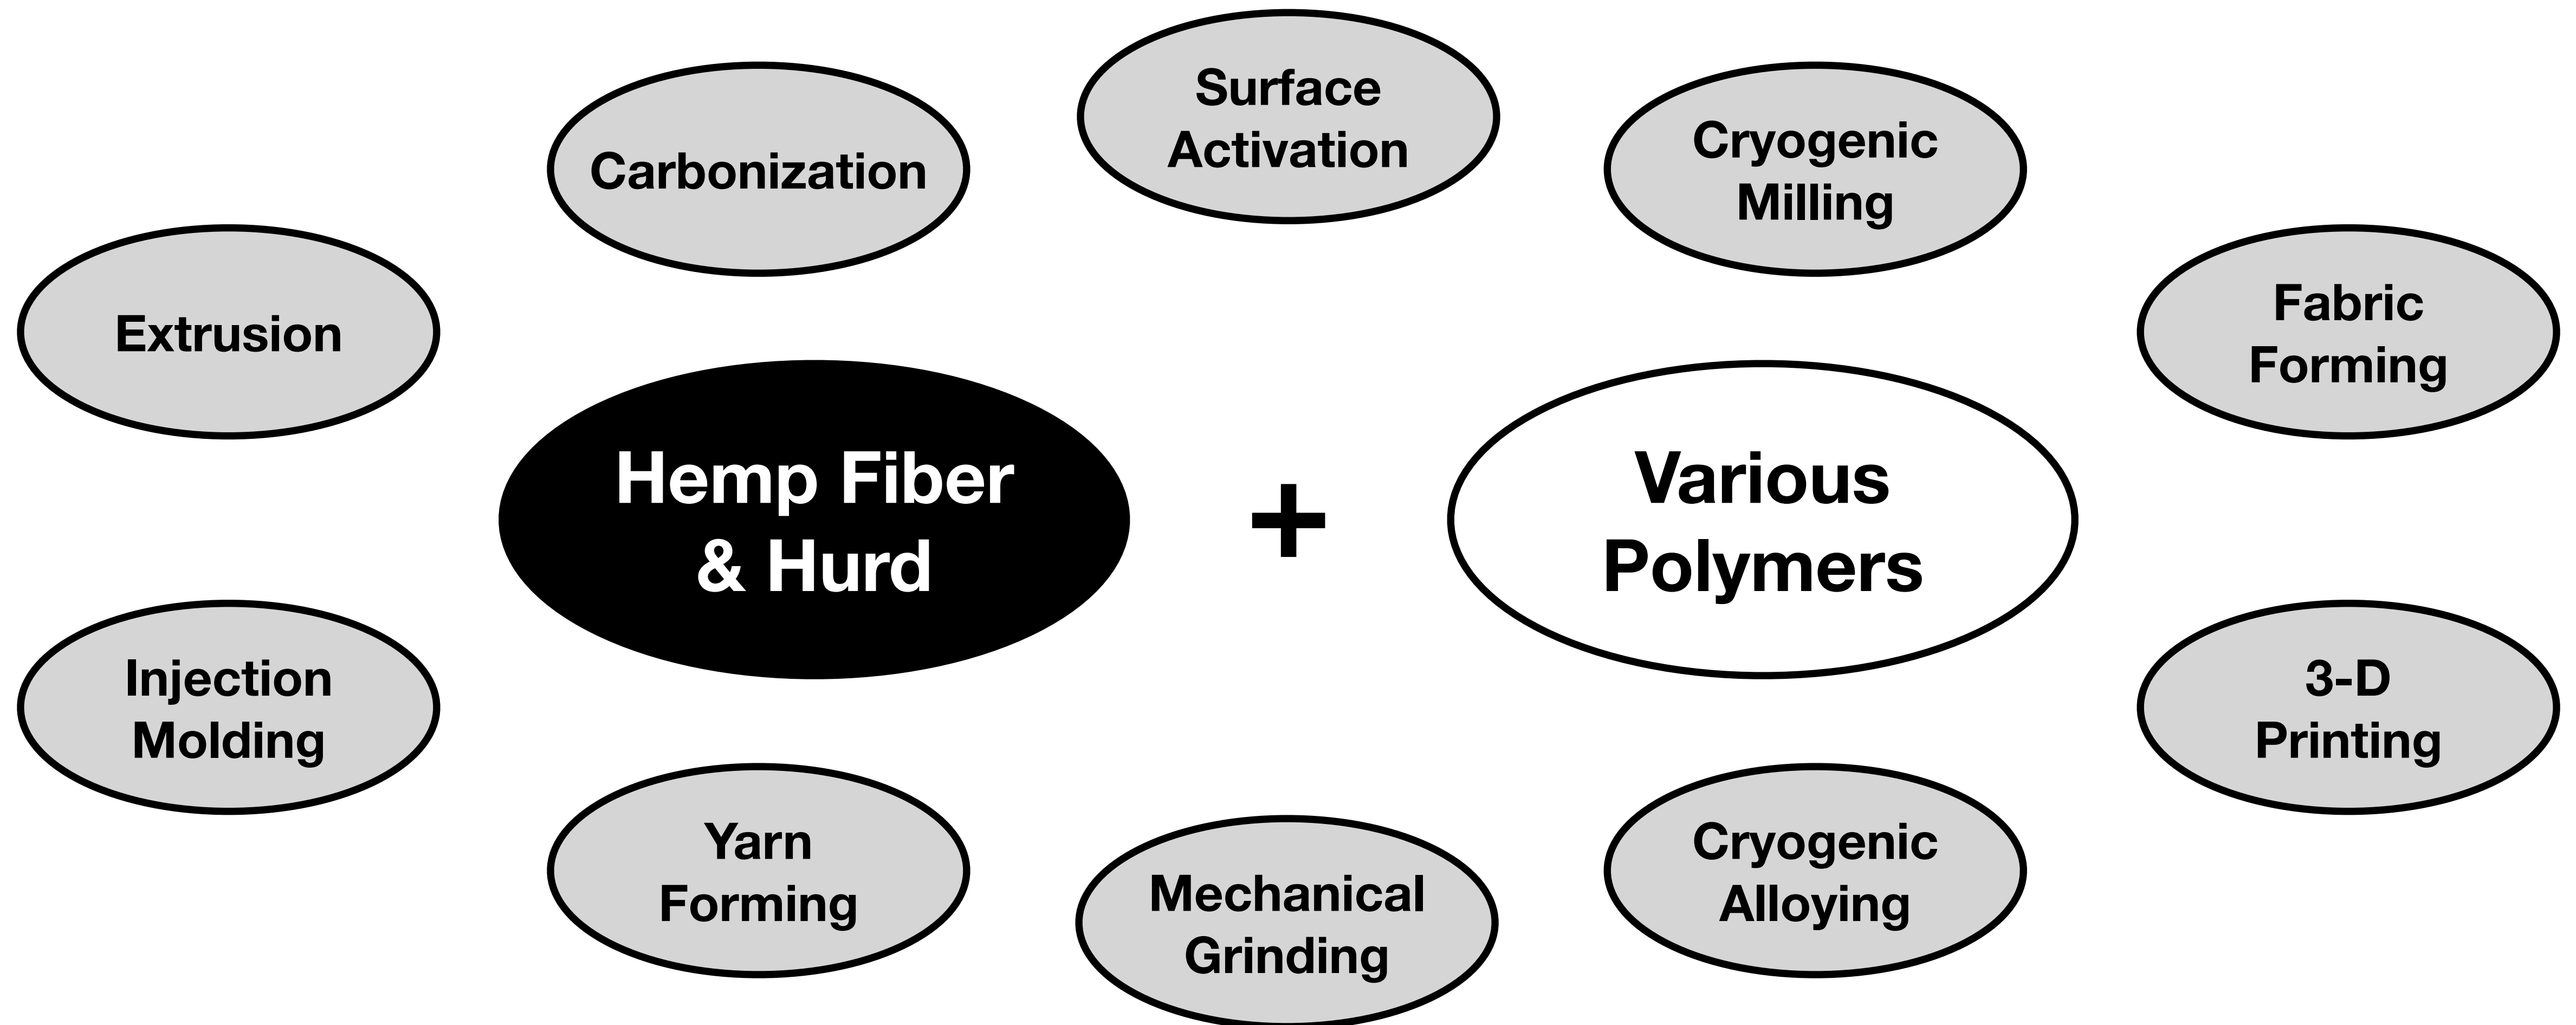 Surface
Activation
Carbonization
Cryogenic
Milling
Extrusion
Fabric
Forming
Hemp Fiber
& Hurd
+
Various
Polymers
Injection
Molding
3-D
Printing
Yarn
Forming
Mechanical
Grinding
Cryogenic
Alloying